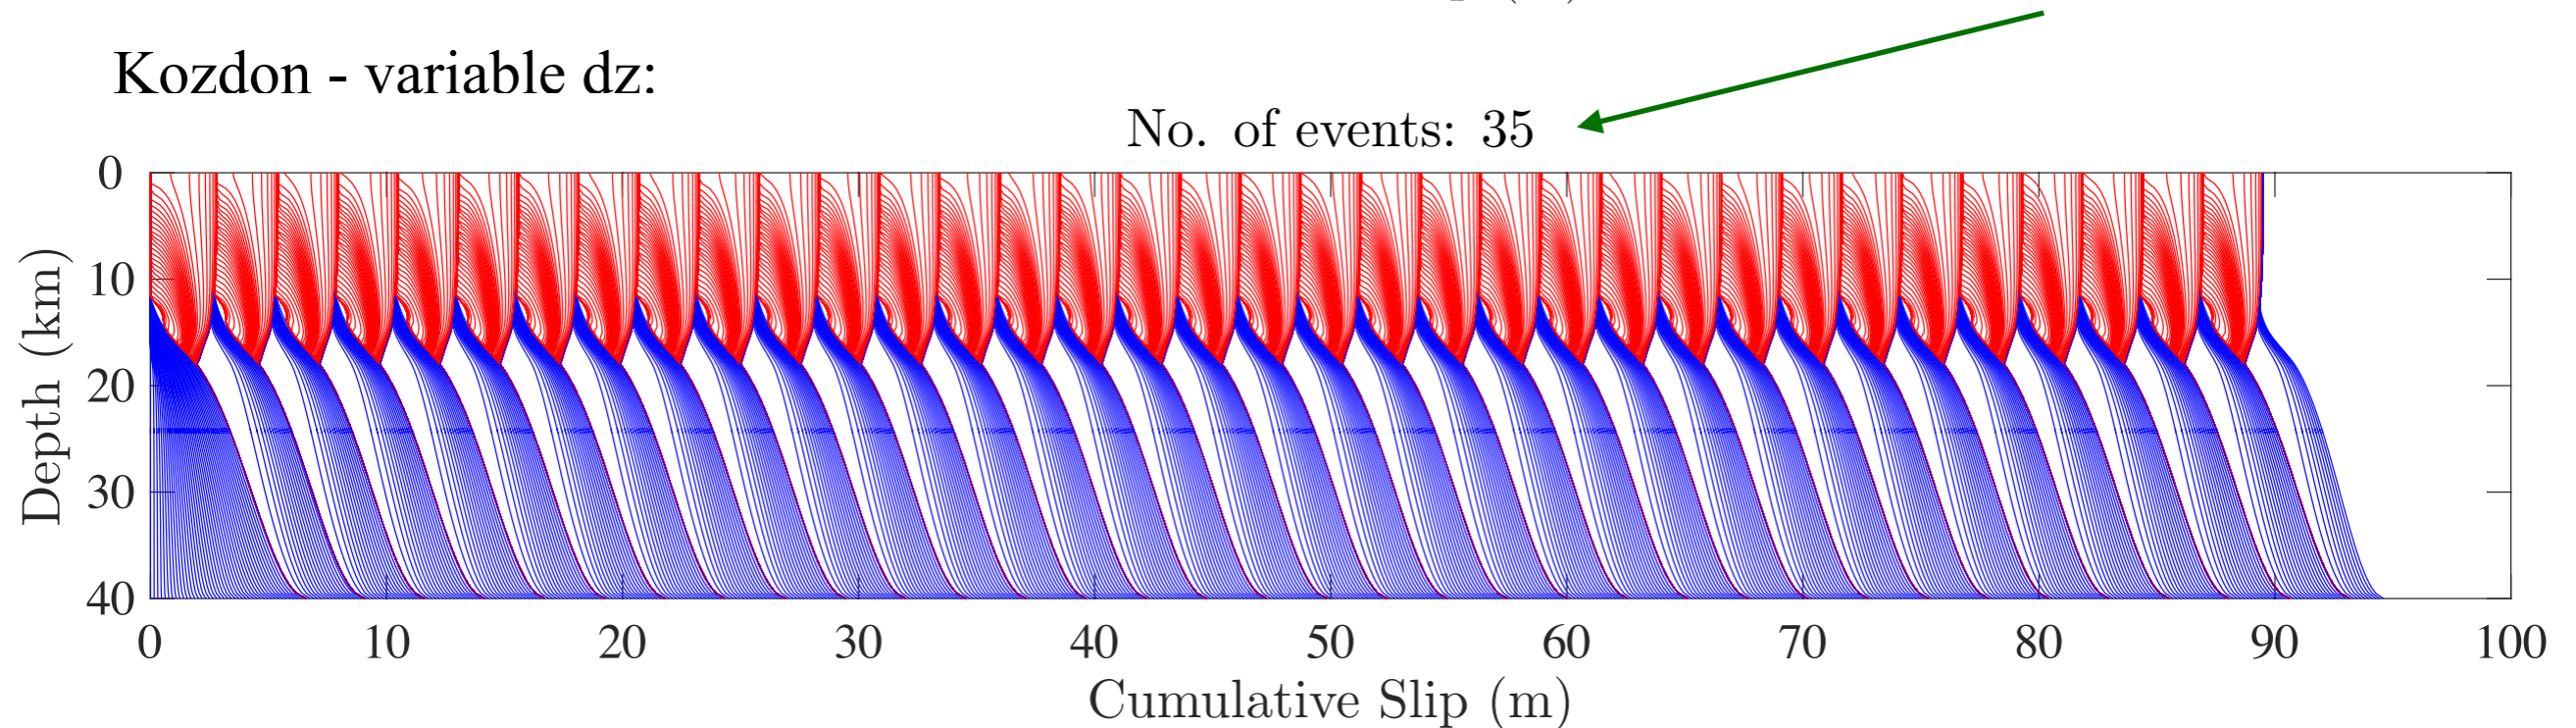 Kozdon - variable dz:
No. of events: 35
0
10
20
30
40
Depth (km)
0 10 20 30 40 50 60 70 80 90 100
Cumulative Slip (m)